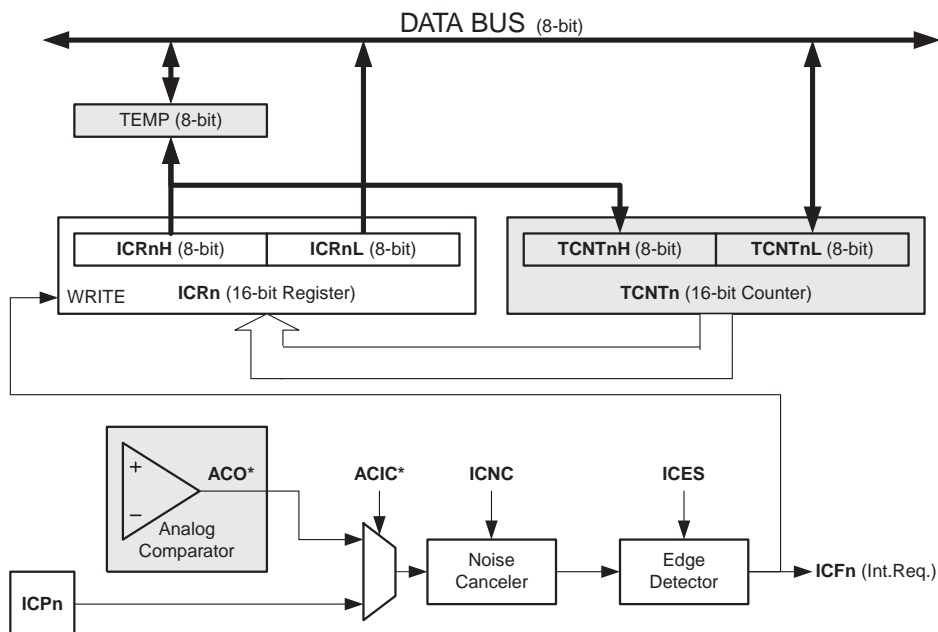 DATA BUS (8-bit)
TEMP (8-bit)
ICRnH (8-bit) ICRnL (8-bit)
TCNTnH (8-bit) TCNTnL (8-bit)
WRITE
ICRn (16-bit Register)
TCNTn (16-bit Counter)
+
−
ACO*
Analog
Comparator
ACIC*
ICNC
ICES
Noise
Canceler
Edge
Detector
ICFn (Int.Req.)
ICPn